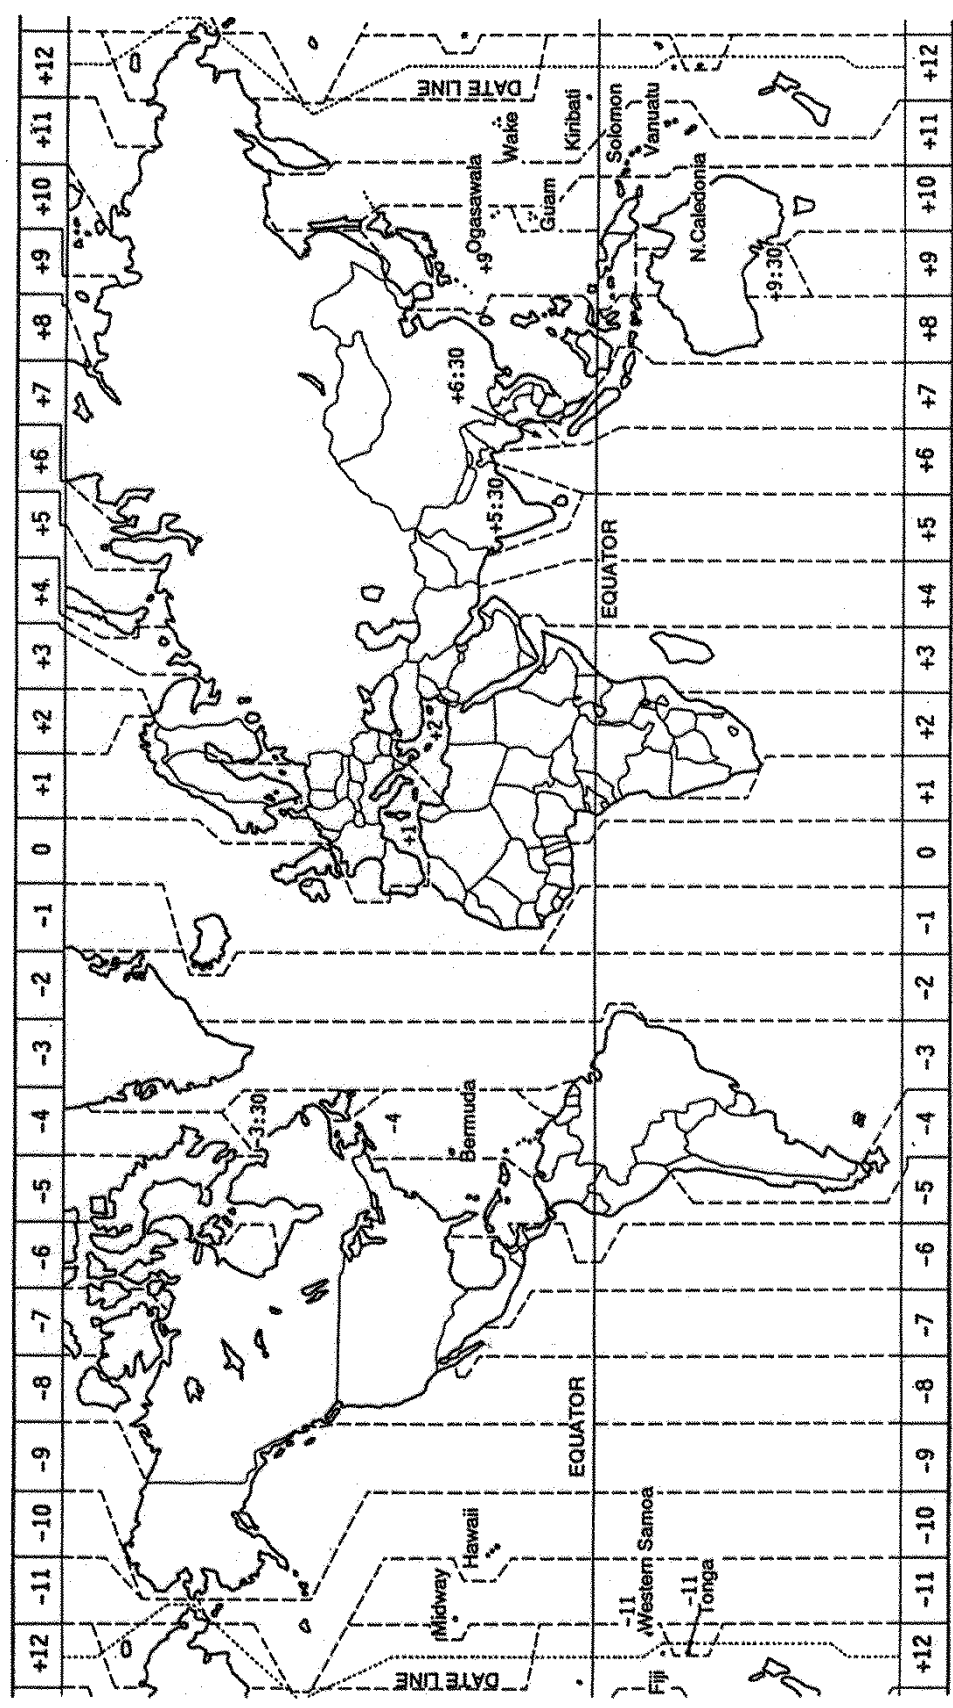 +12 -11 -10 -9 -8 -7 -6 -5 -4 -3 -2 -1 0 +1 +2 +3 +4 +5 +6 +7 +8 +9 +10 +11 +12
-3:30
-4
+1
+2
DATE LINE
Midway
+6:30
DATE LINE
Bermuda
Hawaii
Ogasawala
+9
+5:30
Wake
Guam
Kiribati
EQUATOR
EQUATOR
Solomon
-11
Western Samoa
Vanuatu
Fiji
-11
Tonga
N.Caledonia
+9:30
+12 -11 -10 -9 -8 -7 -6 -5 -4 -3 -2 -1 0 +1 +2 +3 +4 +5 +6 +7 +8 +9 +10 +11 +12